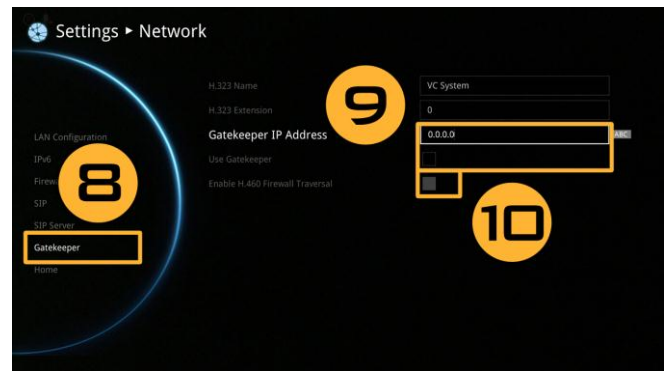 Settings ▸ Network
H.323 Name
VC System
H.323 Extension
0
9
Gatekeeper IP Address
0.0.0.0
ABC
LAN Configuration
IPv6
Use Gatekeeper
8
Enable H.460 Firewall Traversal
SIP
10
SIP Server
Gatekeeper
Home